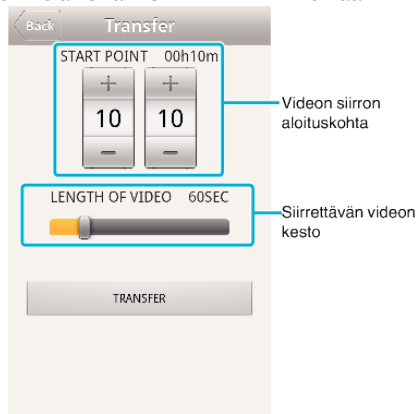 Back Transfer
START POINT 00h10m
+ +
10 10
− −
Videon siirron
aloituskohta
LENGTH OF VIDEO 60SEC
Siirrettävän videon
kesto
TRANSFER